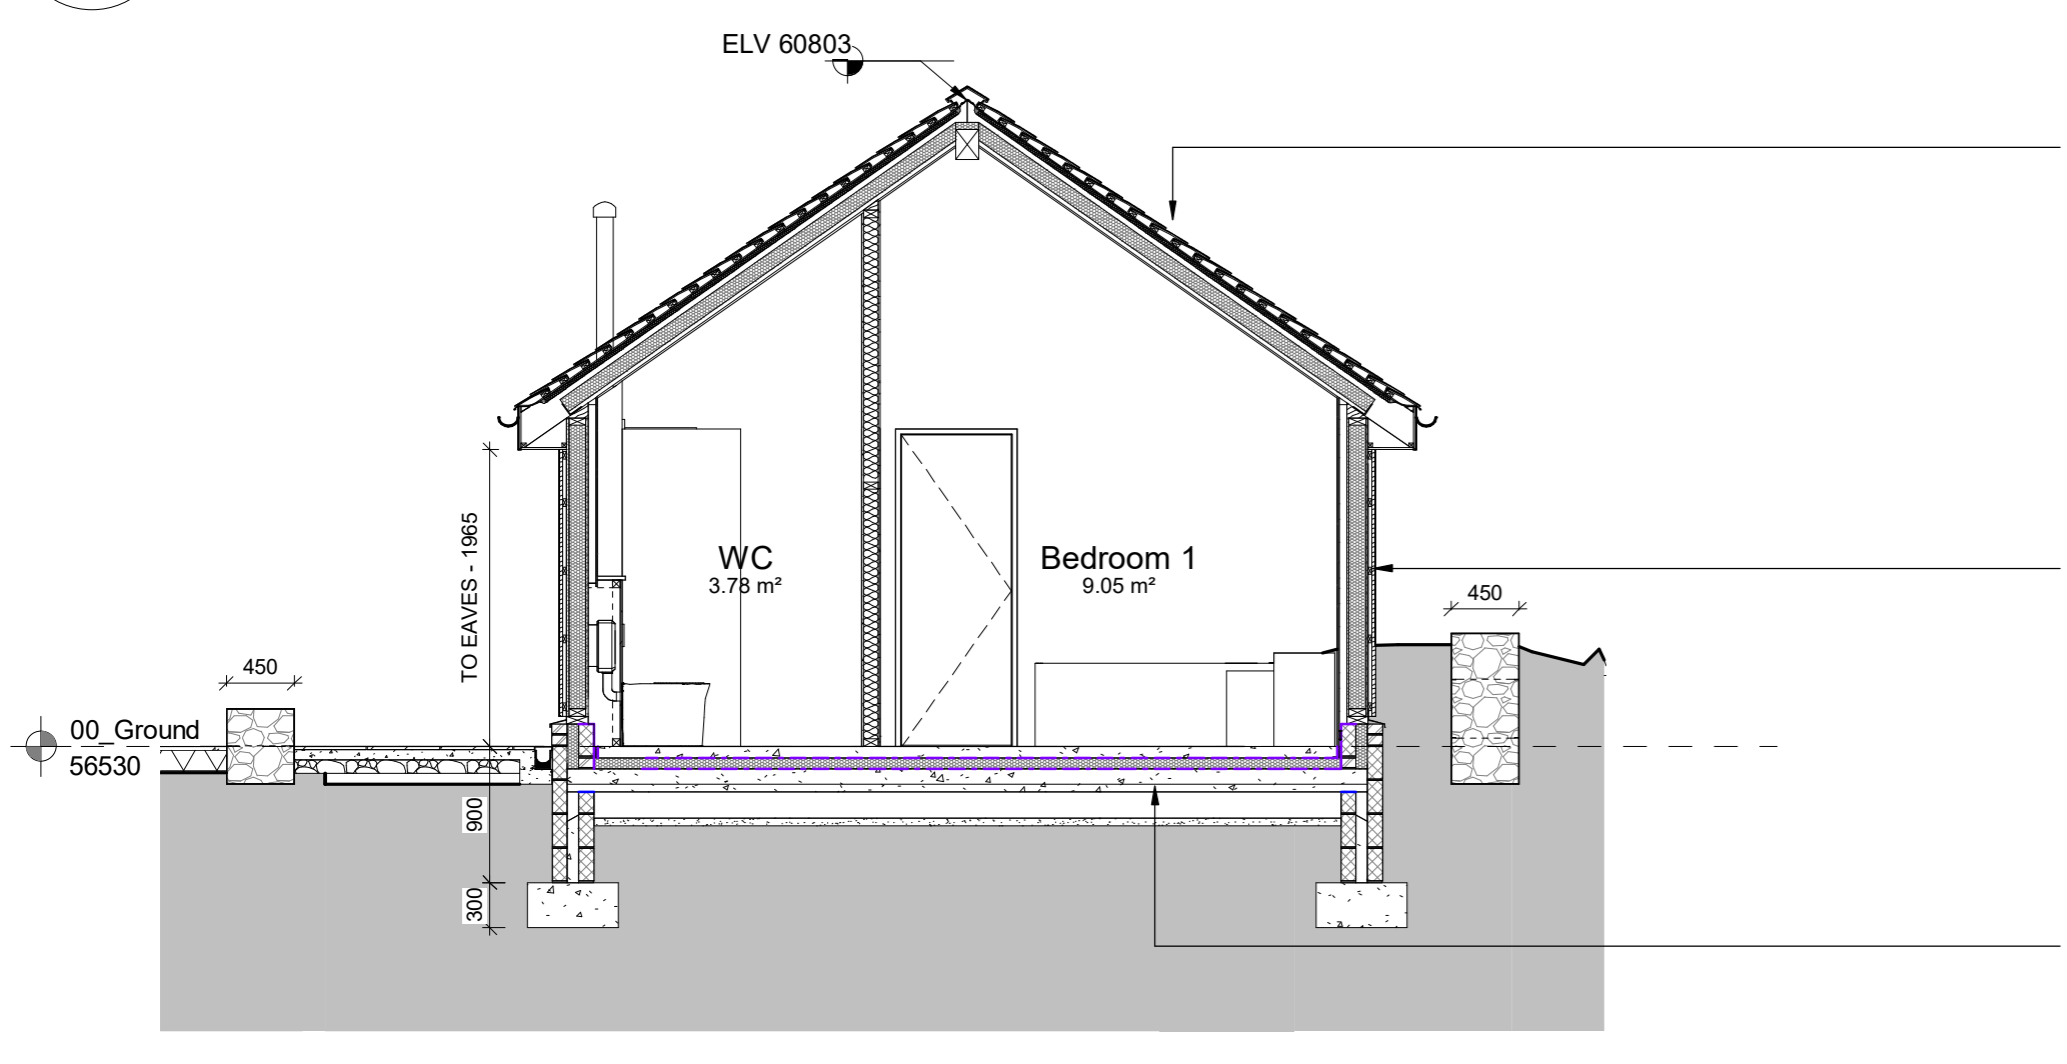 ELV 60803
TO EAVES - 1965
WC
3.78 m²
Bedroom 1
9.05 m²
450
450
00_Ground
56530
900
300